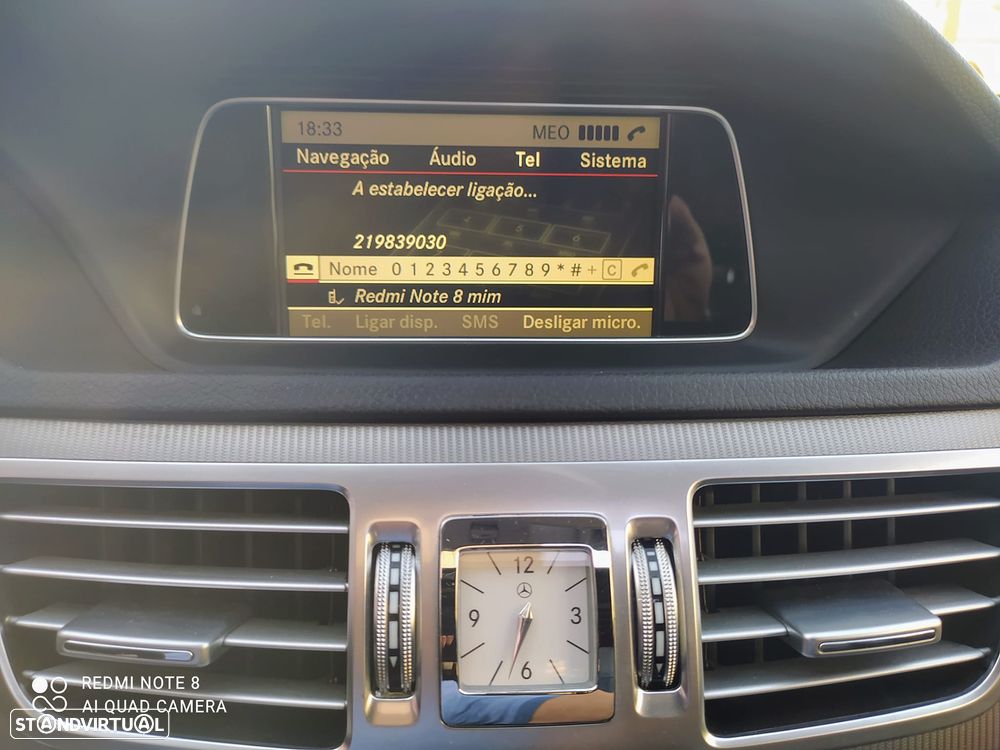 18:33 MEO
Navegação Áudio Tel Sistema
A estabelecer ligação...
219839030
Nome 0 1 2 3 4 5 6 7 8 9 * # + C
Redmi Note 8 mim
Tel. Ligar disp. SMS Desligar micro.
12
9 3
6
REDMI NOTE 8
AI QUAD CAMERA
STANDVIRTUAL